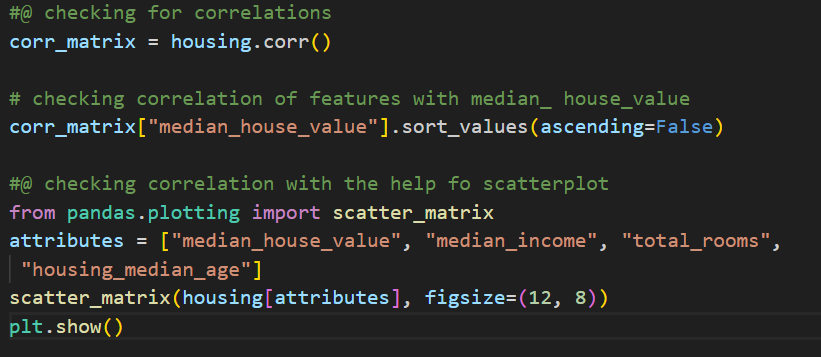 #@ checking for correlations
corr_matrix = housing.corr()
# checking correlation of features with median_ house_value
corr_matrix["median_house_value"].sort_values(ascending=False)
#@ checking correlation with the help fo scatterplot
from pandas.plotting import scatter_matrix
attributes = ["median_house_value", "median_income", "total_rooms",
"housing_median_age"]
scatter_matrix(housing[attributes], figsize=(12, 8))
plt.show()